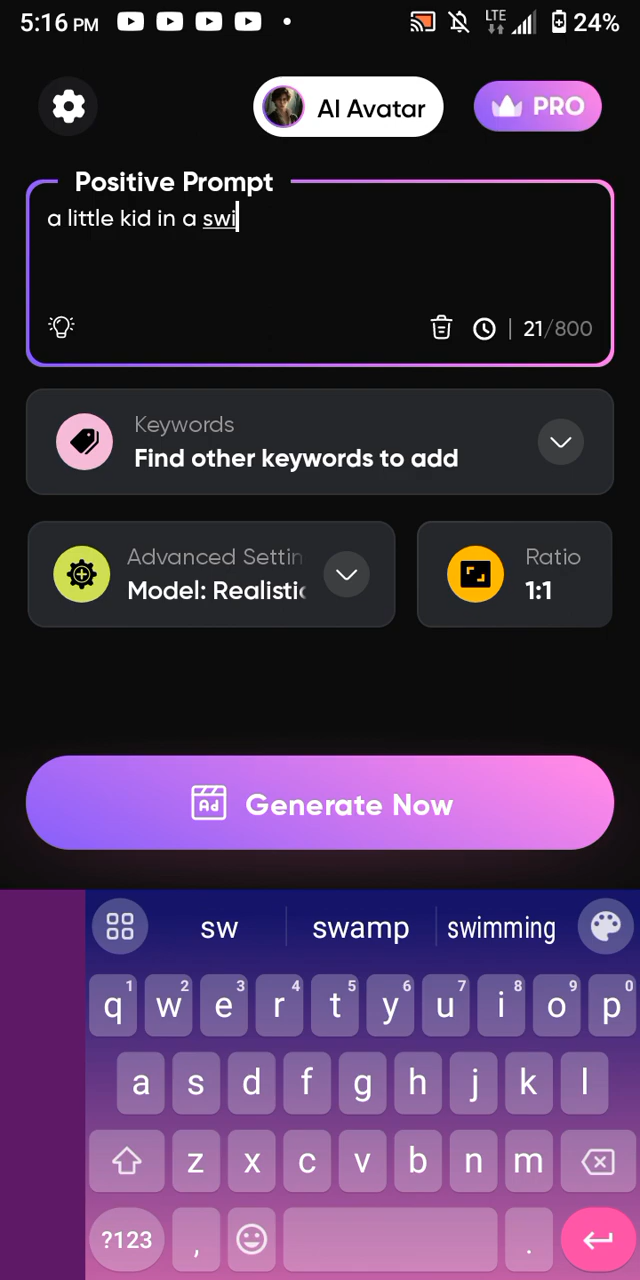 5:16 PM
LTE
24%
AI Avatar
PRO
Positive Prompt
a little kid in a swi
21/800
Keywords
Find other keywords to add
Advanced Settin
Model: Realistic
Ratio
1:1
Ad
Generate Now
sw swamp swimming
1 2 3 4 5 6 7 8 9 0
q w e r t y u i o p
a s d f g h j k l
z x c v b n m
?123 , .